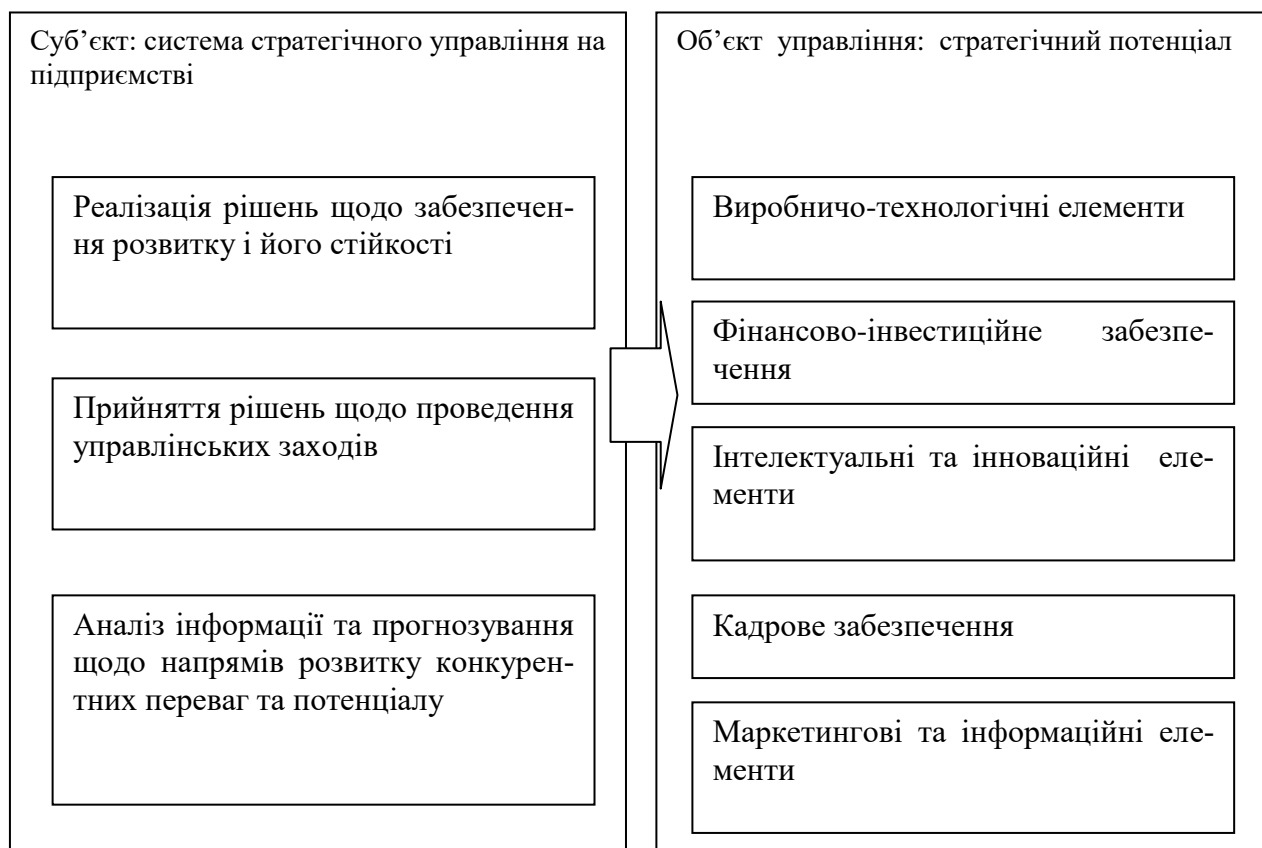 Суб’єкт: система стратегічного управління на
підприємстві
Реалізація рішень щодо забезпечен-
ня розвитку і його стійкості
Прийняття рішень щодо проведення
управлінських заходів
Аналіз інформації та прогнозування
щодо напрямів розвитку конкурен-
тних переваг та потенціалу
Об’єкт управління: стратегічний потенціал
Виробничо-технологічні елементи
Фінансово-інвестиційне забезпе-
чення
Інтелектуальні та інноваційні еле-
менти
Кадрове забезпечення
Маркетингові та інформаційні еле-
менти